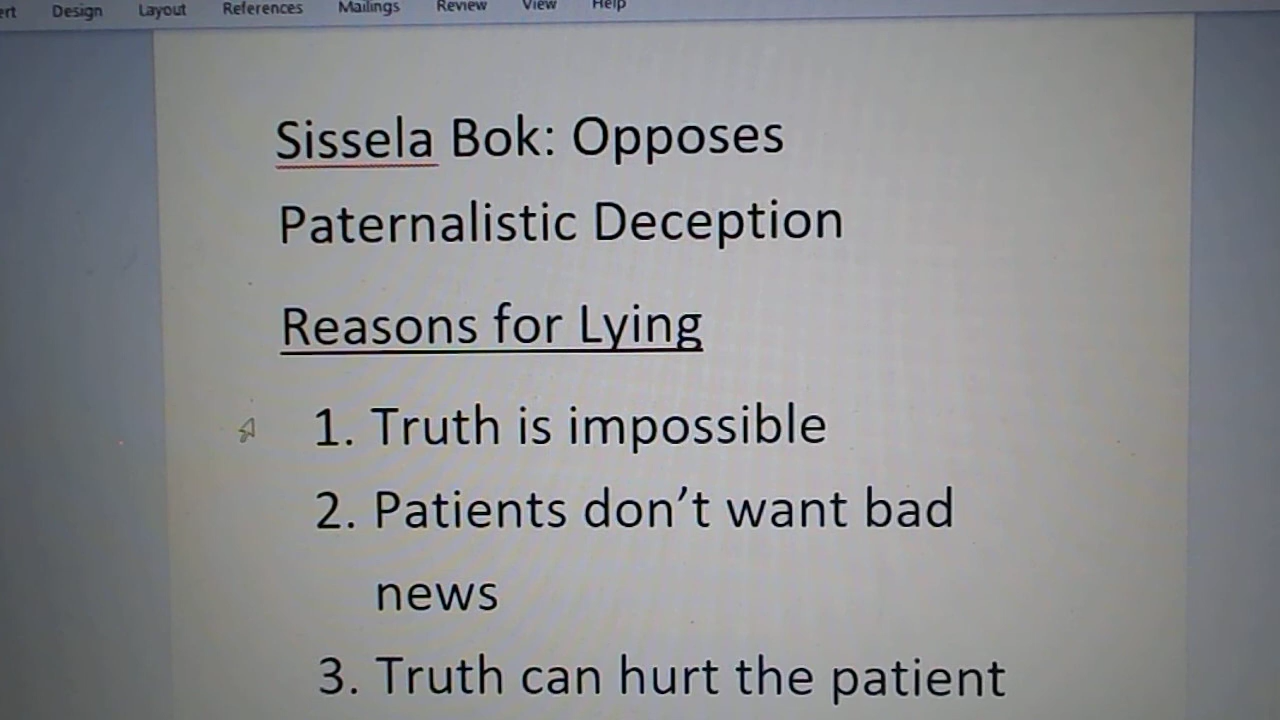 ert Design Layout References Mailings Review View Help
Sissela Bok: Opposes
Paternalistic Deception
Reasons for Lying
1. Truth is impossible
2. Patients don’t want bad
news
3. Truth can hurt the patient